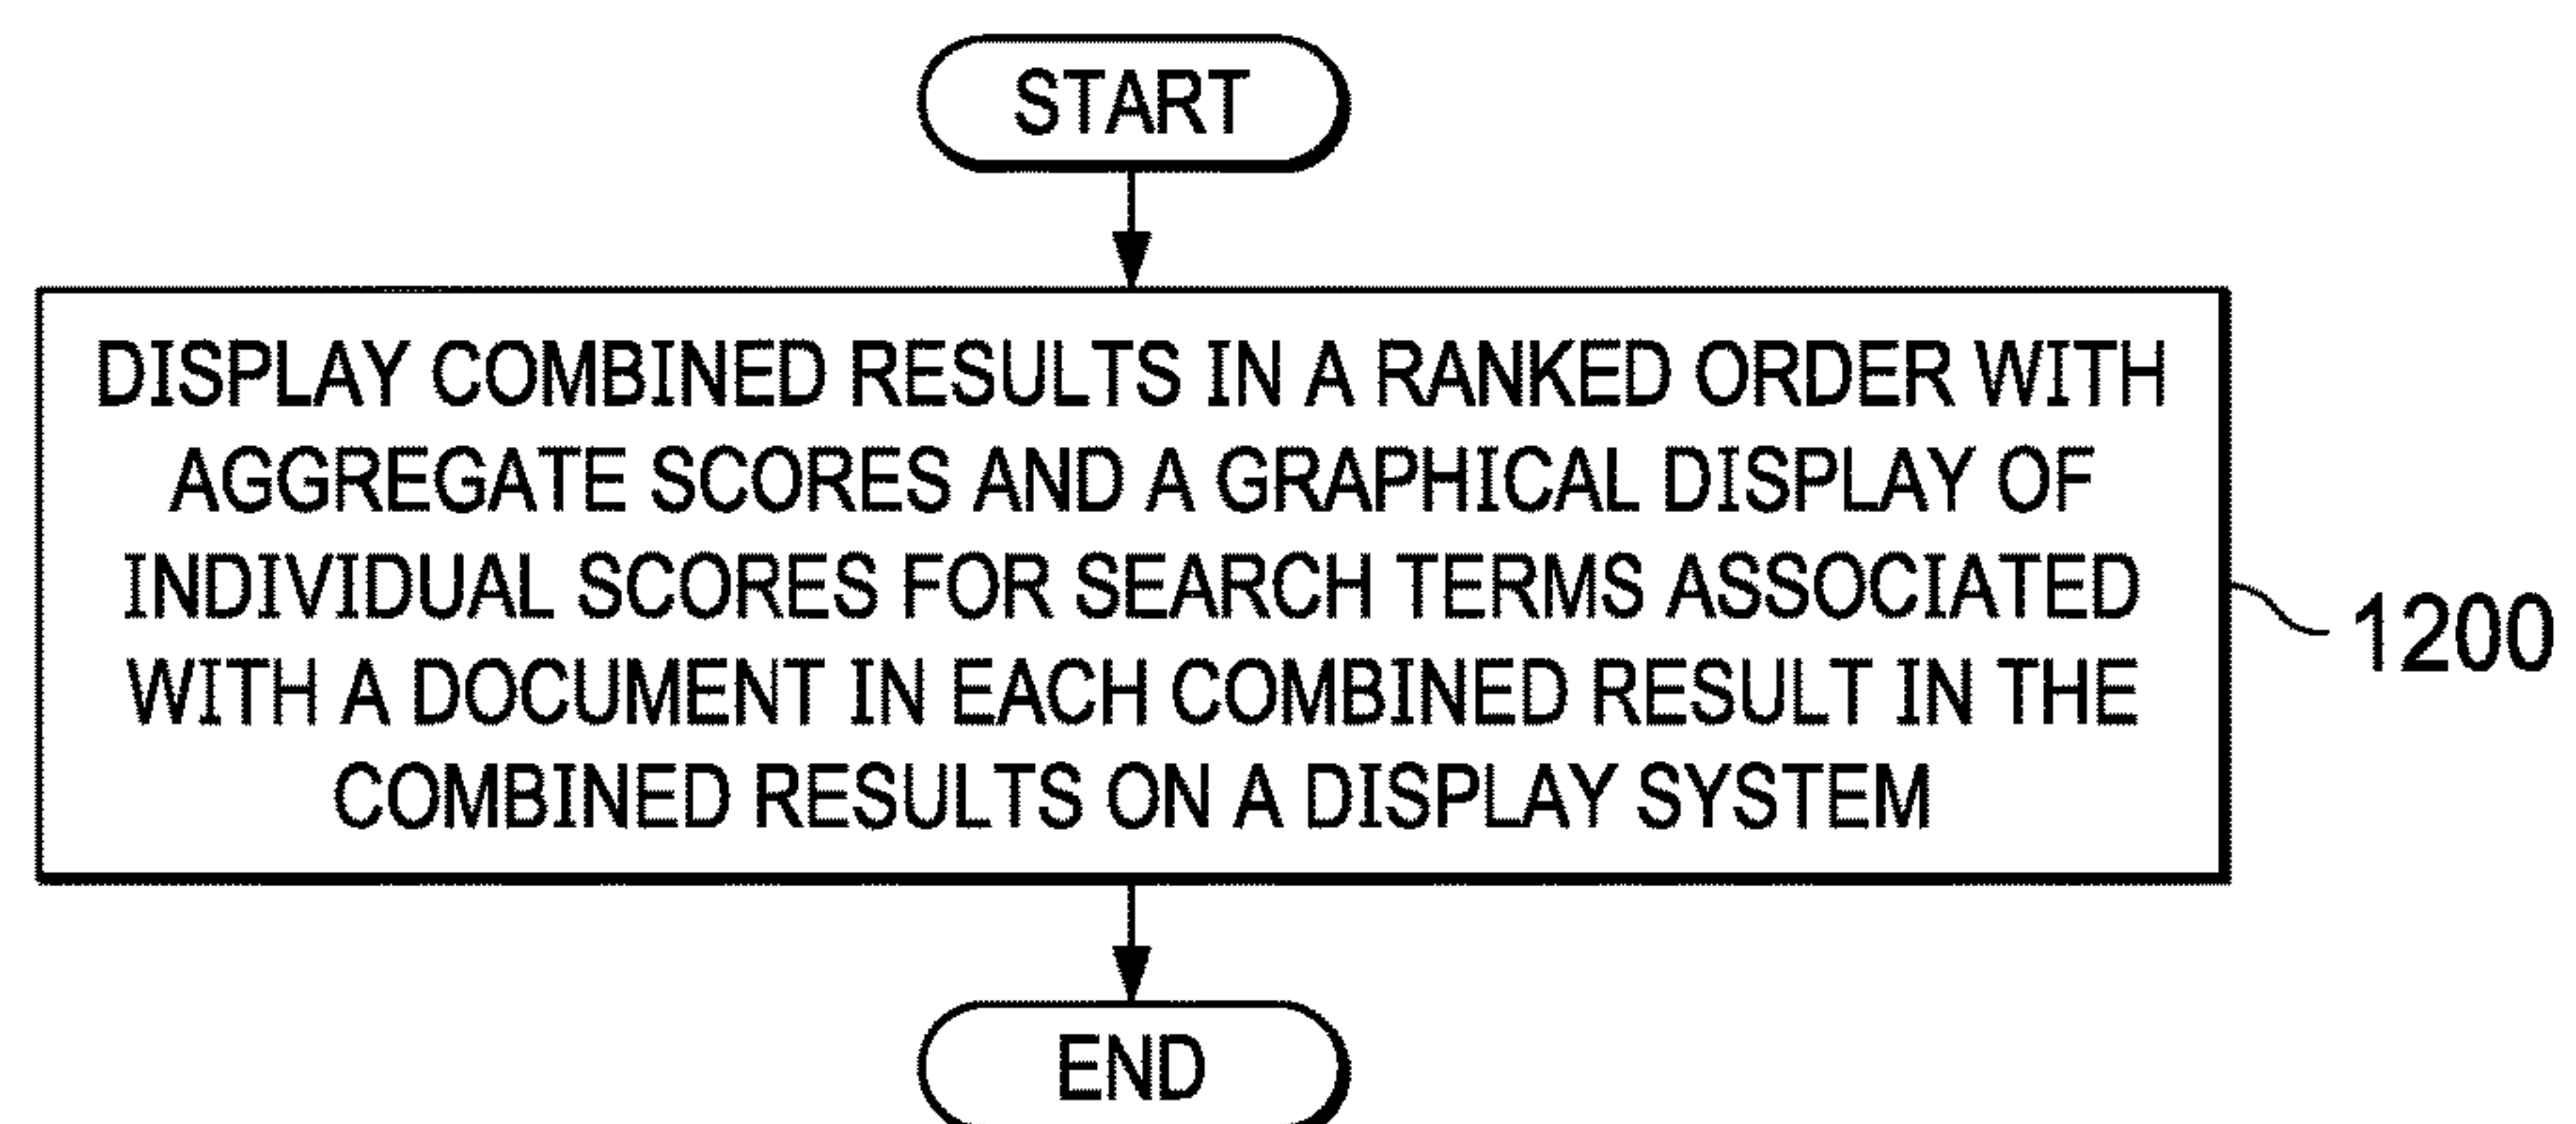 START
DISPLAY COMBINED RESULTS IN A RANKED ORDER WITH
AGGREGATE SCORES AND A GRAPHICAL DISPLAY OF
INDIVIDUAL SCORES FOR SEARCH TERMS ASSOCIATED
WITH A DOCUMENT IN EACH COMBINED RESULT IN THE
COMBINED RESULTS ON A DISPLAY SYSTEM
1200
END